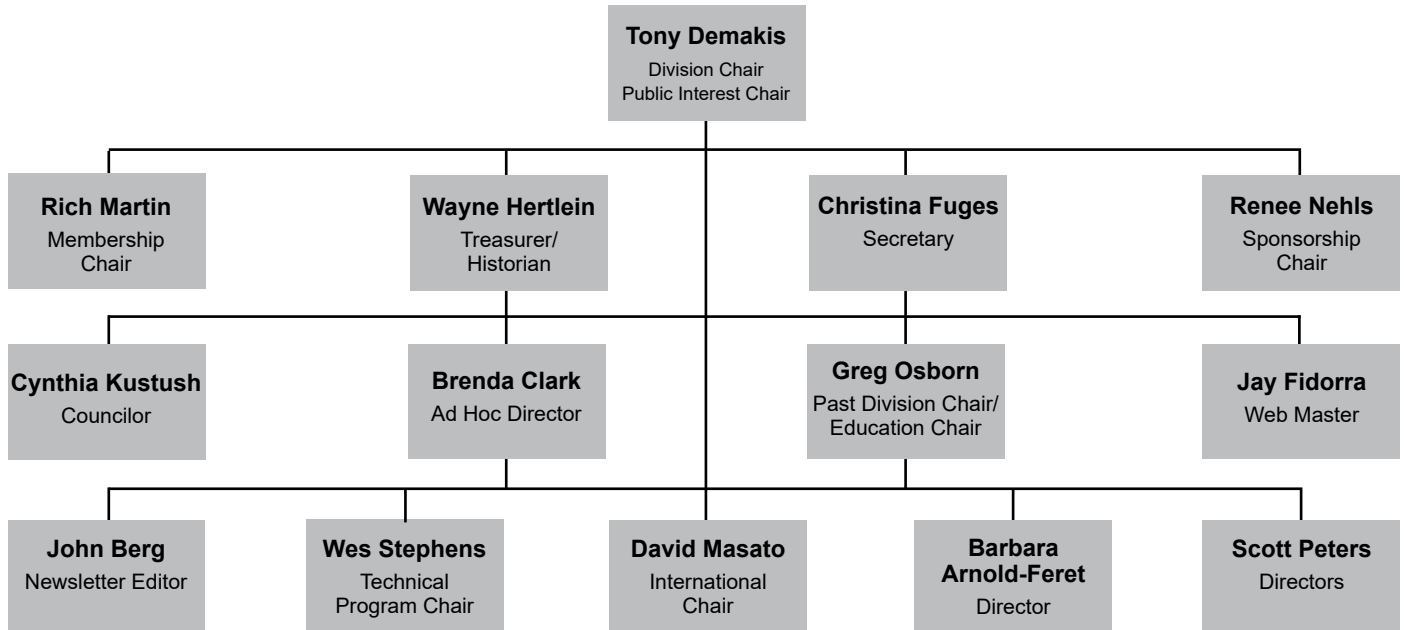 Tony Demakis
Division Chair
Public Interest Chair
Rich Martin
Membership
Chair
Wayne Hertlein
Treasurer/
Historian
Christina Fuges
Secretary
Renee Nehls
Sponsorship
Chair
Cynthia Kustush
Councilor
Brenda Clark
Ad Hoc Director
Greg Osborn
Past Division Chair/
Education Chair
Jay Fidorra
Web Master
John Berg
Newsletter Editor
Wes Stephens
Technical
Program Chair
David Masato
International
Chair
Barbara
Arnold-Feret
Director
Scott Peters
Directors